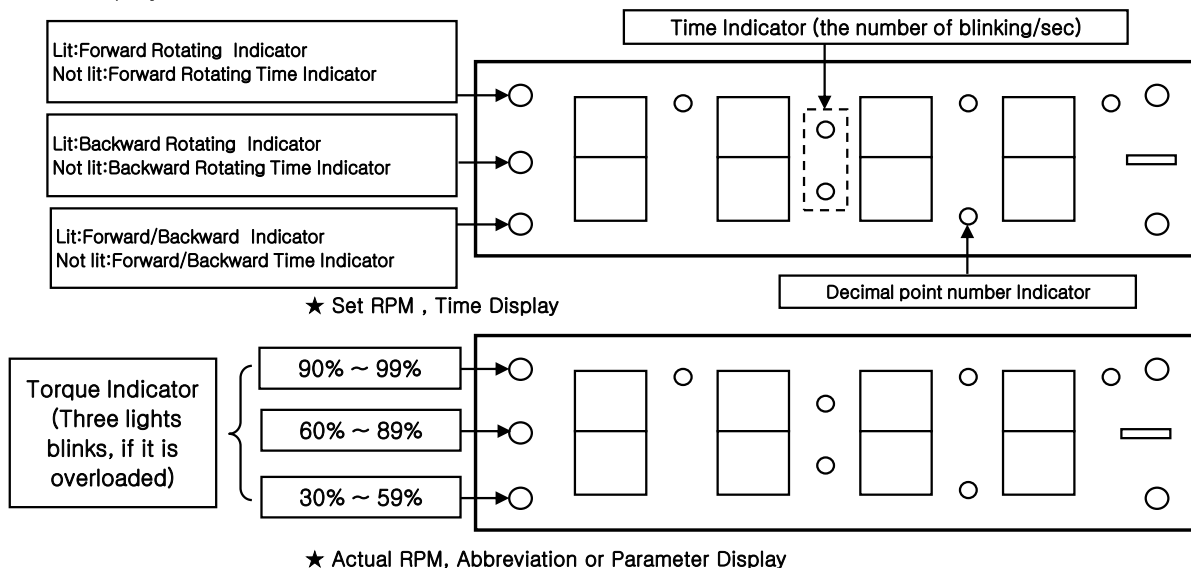 Time Indicator (the number of blinking/sec)
Lit:Forward Rotating Indicator
Not lit:Forward Rotating Time Indicator
Lit:Backward Rotating Indicator
Not lit:Backward Rotating Time Indicator
Lit:Forward/Backward Indicator
Not lit:Forward/Backward Time Indicator
Decimal point number Indicator
★ Set RPM , Time Display
Torque Indicator
(Three lights
blinks, if it is
overloaded)
90% ~ 99%
60% ~ 89%
30% ~ 59%
★ Actual RPM, Abbreviation or Parameter Display